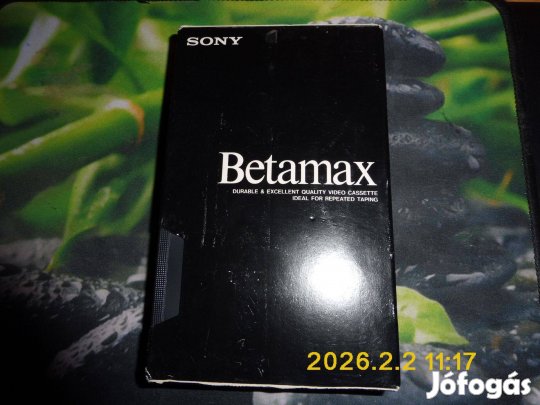 SONY
Betamax
DURABLE & EXCELLENT QUALITY VIDEO CASSETTE
IDEAL FOR REPEATED TAPING
2026.2.2 11:17
Jófogás